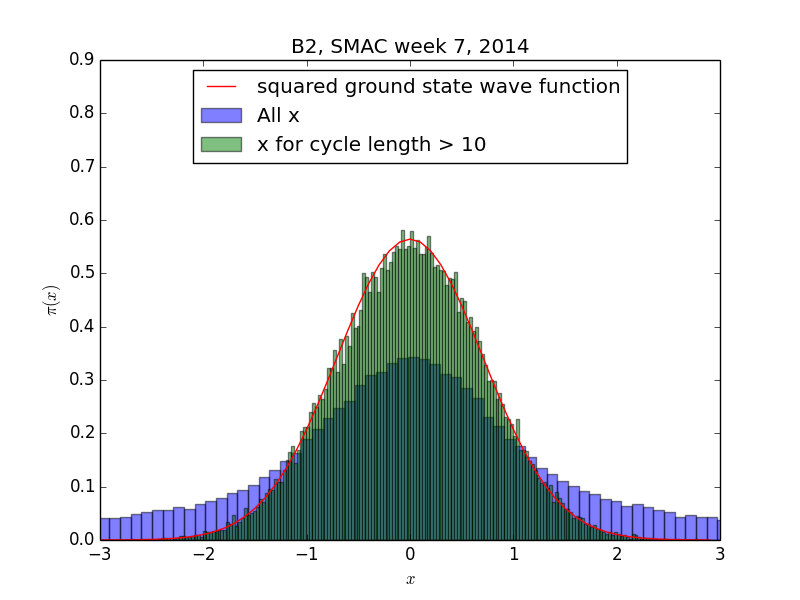 B2, SMAC week 7, 2014
squared ground state wave function
All x
x for cycle length > 10
π(x)
0.9
0.8
0.7
0.6
0.5
0.4
0.3
0.2
0.1
0.0
−3 −2 −1 0 1 2 3
x